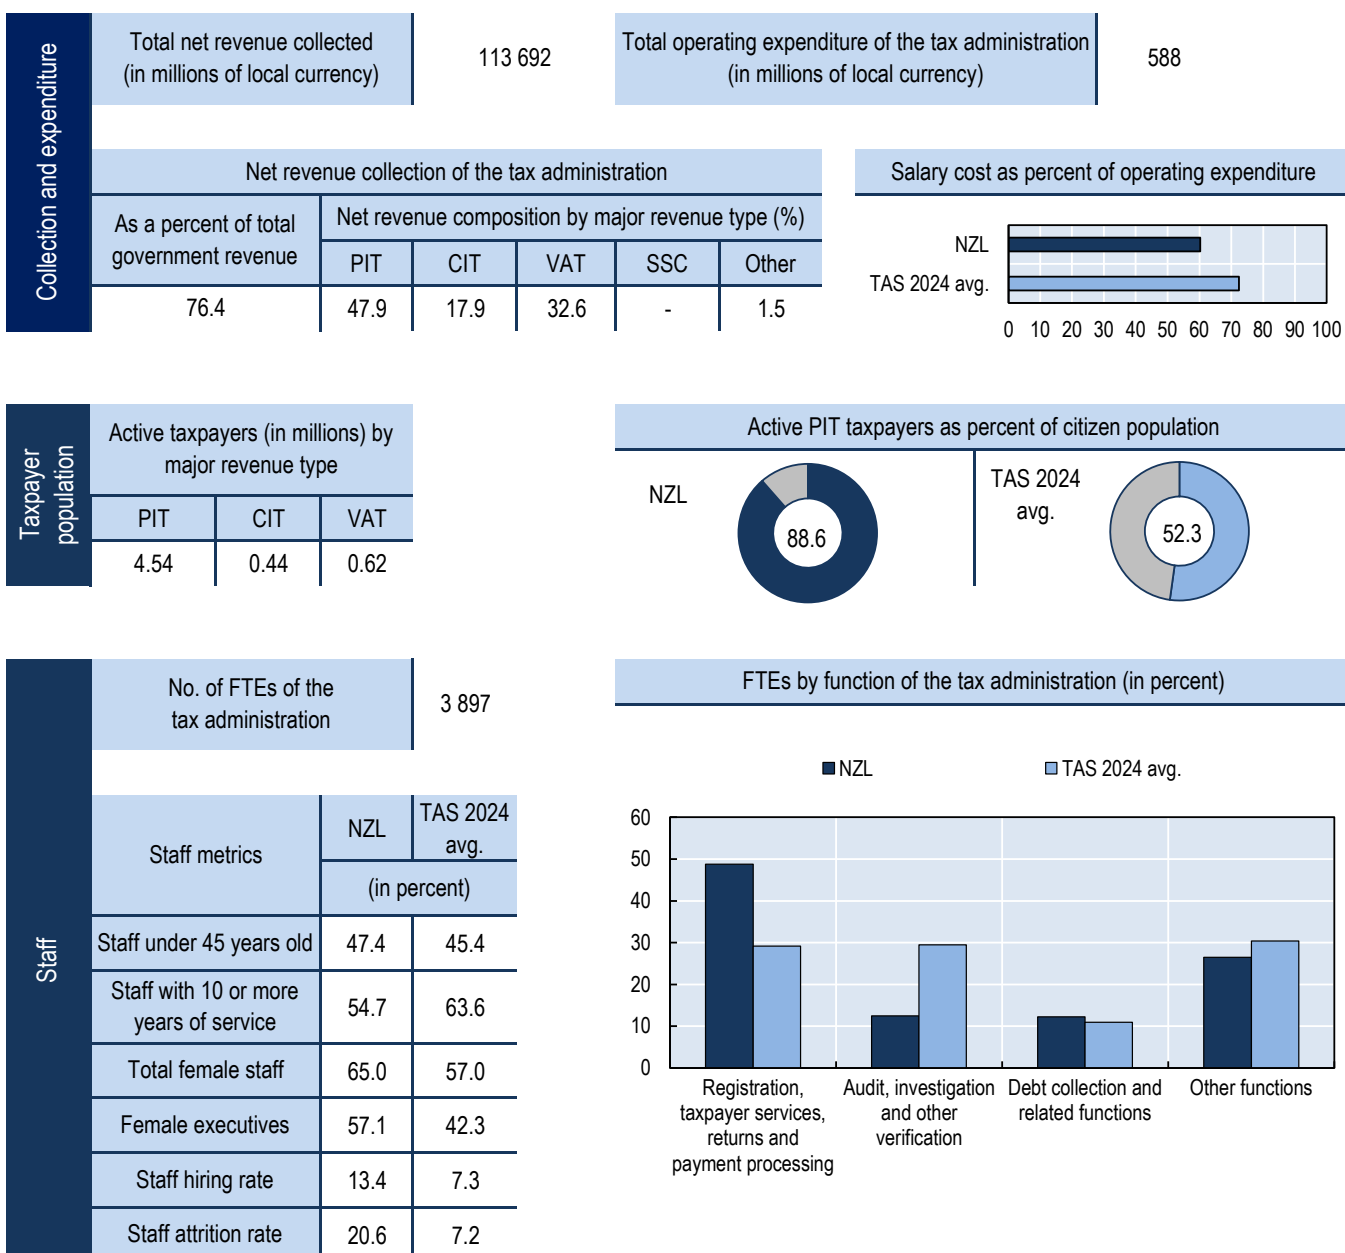 Collection and expenditure
Total net revenue collected
(in millions of local currency)
113 692
Total operating expenditure of the tax administration
(in millions of local currency)
588
Net revenue collection of the tax administration
As a percent of total
government revenue
Net revenue composition by major revenue type (%)
PIT CIT VAT SSC Other
76.4 47.9 17.9 32.6 - 1.5
Salary cost as percent of operating expenditure
NZL
TAS 2024 avg.
0 10 20 30 40 50 60 70 80 90 100
Taxpayer
population
Active taxpayers (in millions) by
major revenue type
PIT CIT VAT
4.54 0.44 0.62
Active PIT taxpayers as percent of citizen population
NZL
88.6
TAS 2024
avg.
52.3
Staff
No. of FTEs of the
tax administration
3 897
Staff metrics
NZL
TAS 2024
avg.
(in percent)
Staff under 45 years old 47.4 45.4
Staff with 10 or more
years of service
54.7 63.6
Total female staff 65.0 57.0
Female executives 57.1 42.3
Staff hiring rate 13.4 7.3
Staff attrition rate 20.6 7.2
FTEs by function of the tax administration (in percent)
NZL TAS 2024 avg.
60
50
40
30
20
10
0
Registration,
taxpayer services,
returns and
payment processing
Audit, investigation
and other
verification
Debt collection and
related functions
Other functions